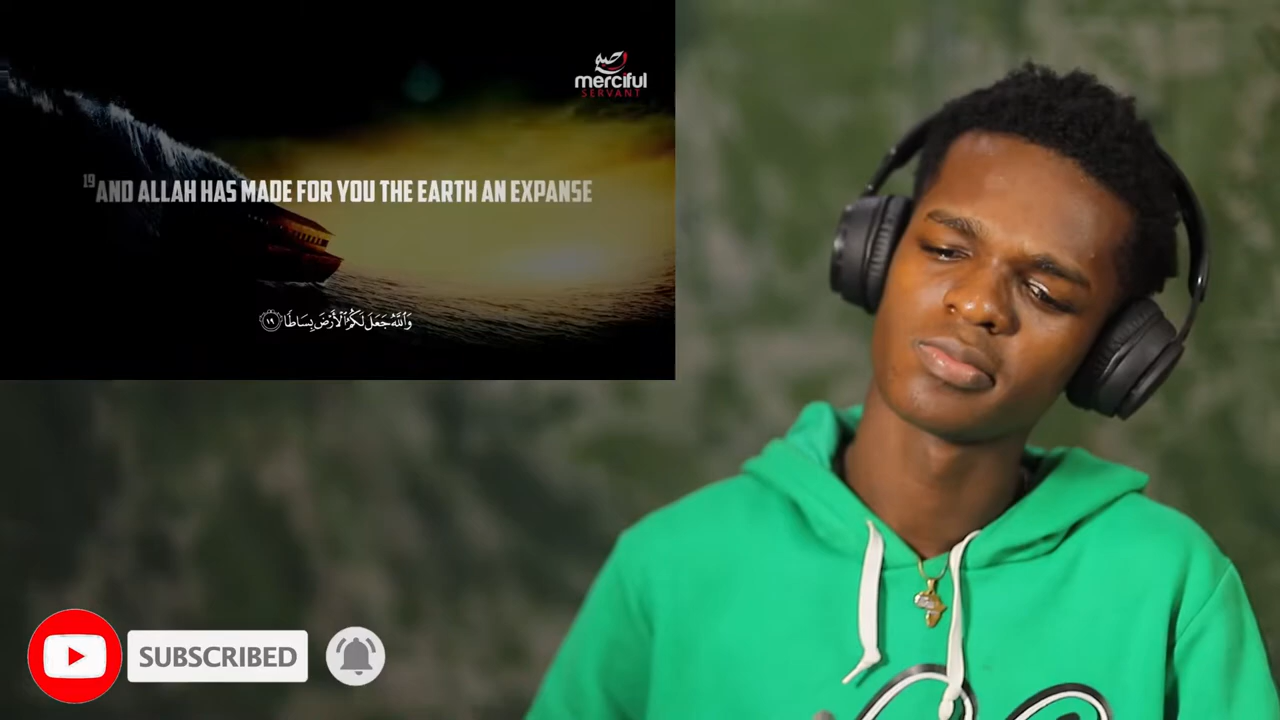 merciful
SERVANT
19 AND ALLAH HAS MADE FOR YOU THE EARTH AN EXPANSE
وَٱللَّهُ جَعَلَ لَكُمُ ٱلْأَرْضَ بِسَاطًا ١٩
SUBSCRIBED